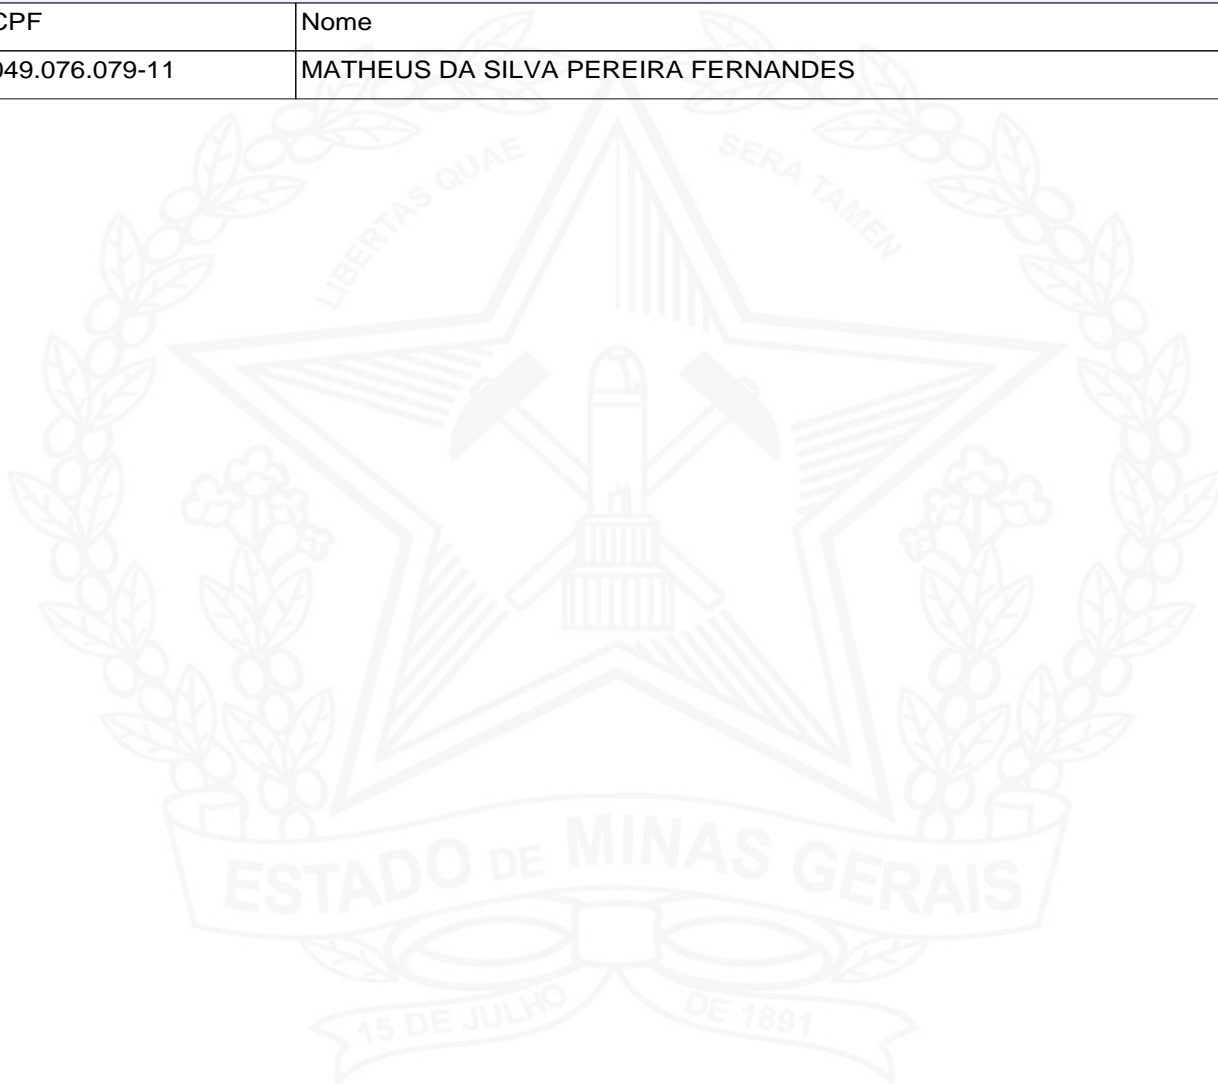 CPF Nome
049.076.079-11 MATHEUS DA SILVA PEREIRA FERNANDES
LIBERTAS QUAE SERA TAMEN
ESTADO DE MINAS GERAIS
15 DE JULHO DE 1891